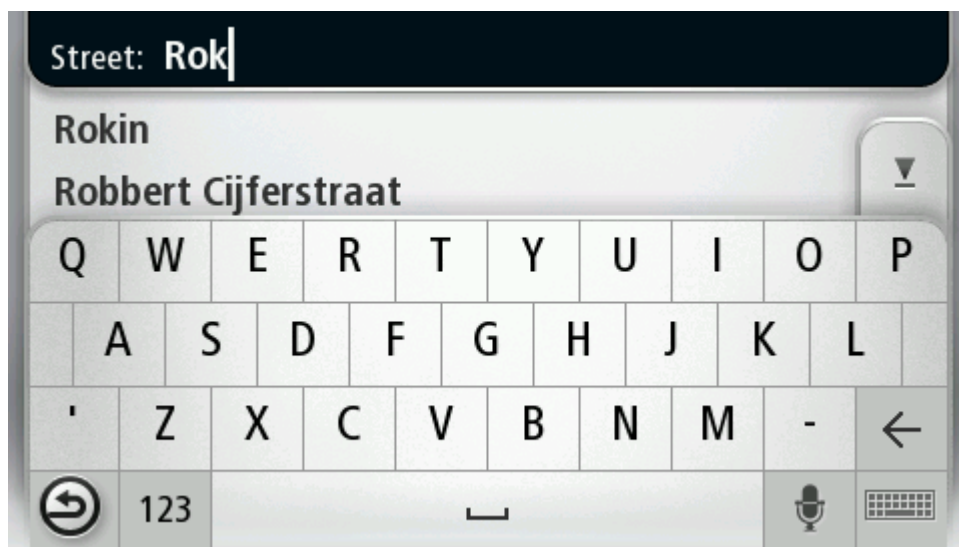 Street: Rok
Rokin
Robbert Cijferstraat
Q W E R T Y U I O P
A S D F G H J K L
' Z X C V B N M -
123